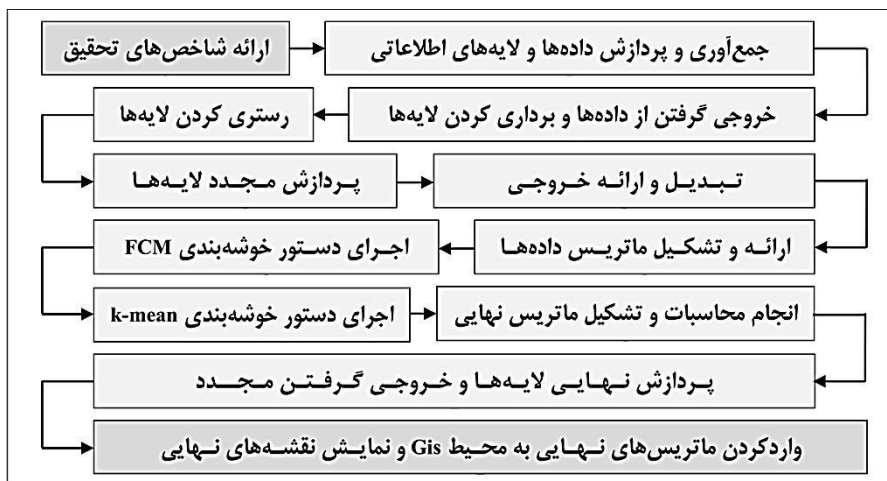 ارائه شاخص‌های تحقیق جمع‌آوری و پردازش داده‌ها و لایه‌های اطلاعاتی
خروجی گرفتن از داده‌ها و برداری کردن لایه‌ها رستری کردن لایه‌ها
پردازش مجدد لایه‌ها تبدیل و ارائه خروجی
ارائه و تشکیل ماتریس داده‌ها اجرای دستور خوشه‌بندی FCM
اجرای دستور خوشه‌بندی k-mean انجام محاسبات و تشکیل ماتریس نهایی
پردازش نهایی لایه‌ها و خروجی گرفتن مجدد
واردکردن ماتریس‌های نهایی به محیط Gis و نمایش نقشه‌های نهایی